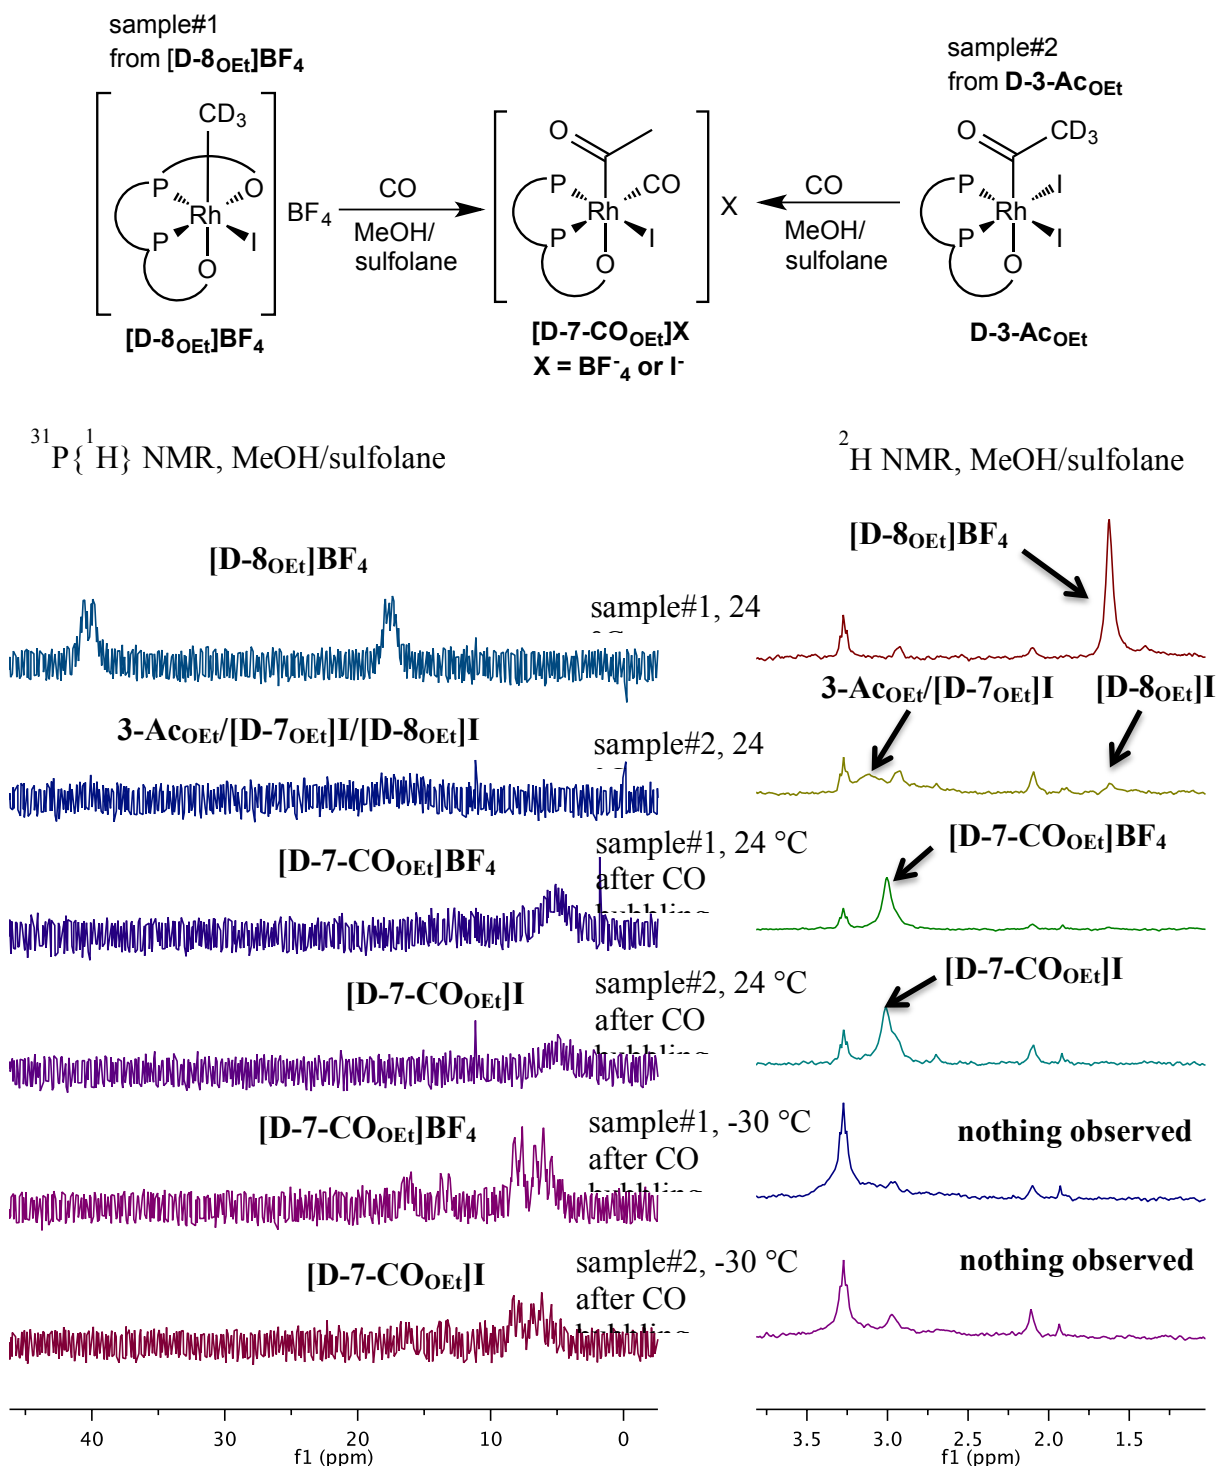 sample#1
from [D-8OEt]BF4
sample#2
from D-3-AcOEt
CD3
P
P
Rh
O
I
O
BF4
CO
MeOH/
sulfolane
O
P
P
Rh
CO
I
O
X
CO
MeOH/
sulfolane
O
CD3
P
P
Rh
I
I
O
[D-8OEt]BF4
[D-7-COOEt]X
X = BF-4 or I-
D-3-AcOEt
31P{1H} NMR, MeOH/sulfolane
2H NMR, MeOH/sulfolane
[D-8OEt]BF4
sample#1, 24
[D-8OEt]BF4
3-AcOEt/[D-7OEt]I/[D-8OEt]I
sample#2, 24
3-AcOEt/[D-7OEt]I
[D-8OEt]I
[D-7-COOEt]BF4
sample#1, 24 °C
after CO
[D-7-COOEt]BF4
[D-7-COOEt]I
sample#2, 24 °C
after CO
[D-7-COOEt]I
[D-7-COOEt]BF4
sample#1, -30 °C
after CO
nothing observed
[D-7-COOEt]I
sample#2, -30 °C
after CO
nothing observed
40 30 20 10 0
f1 (ppm)
3.5 3.0 2.5 2.0 1.5
f1 (ppm)